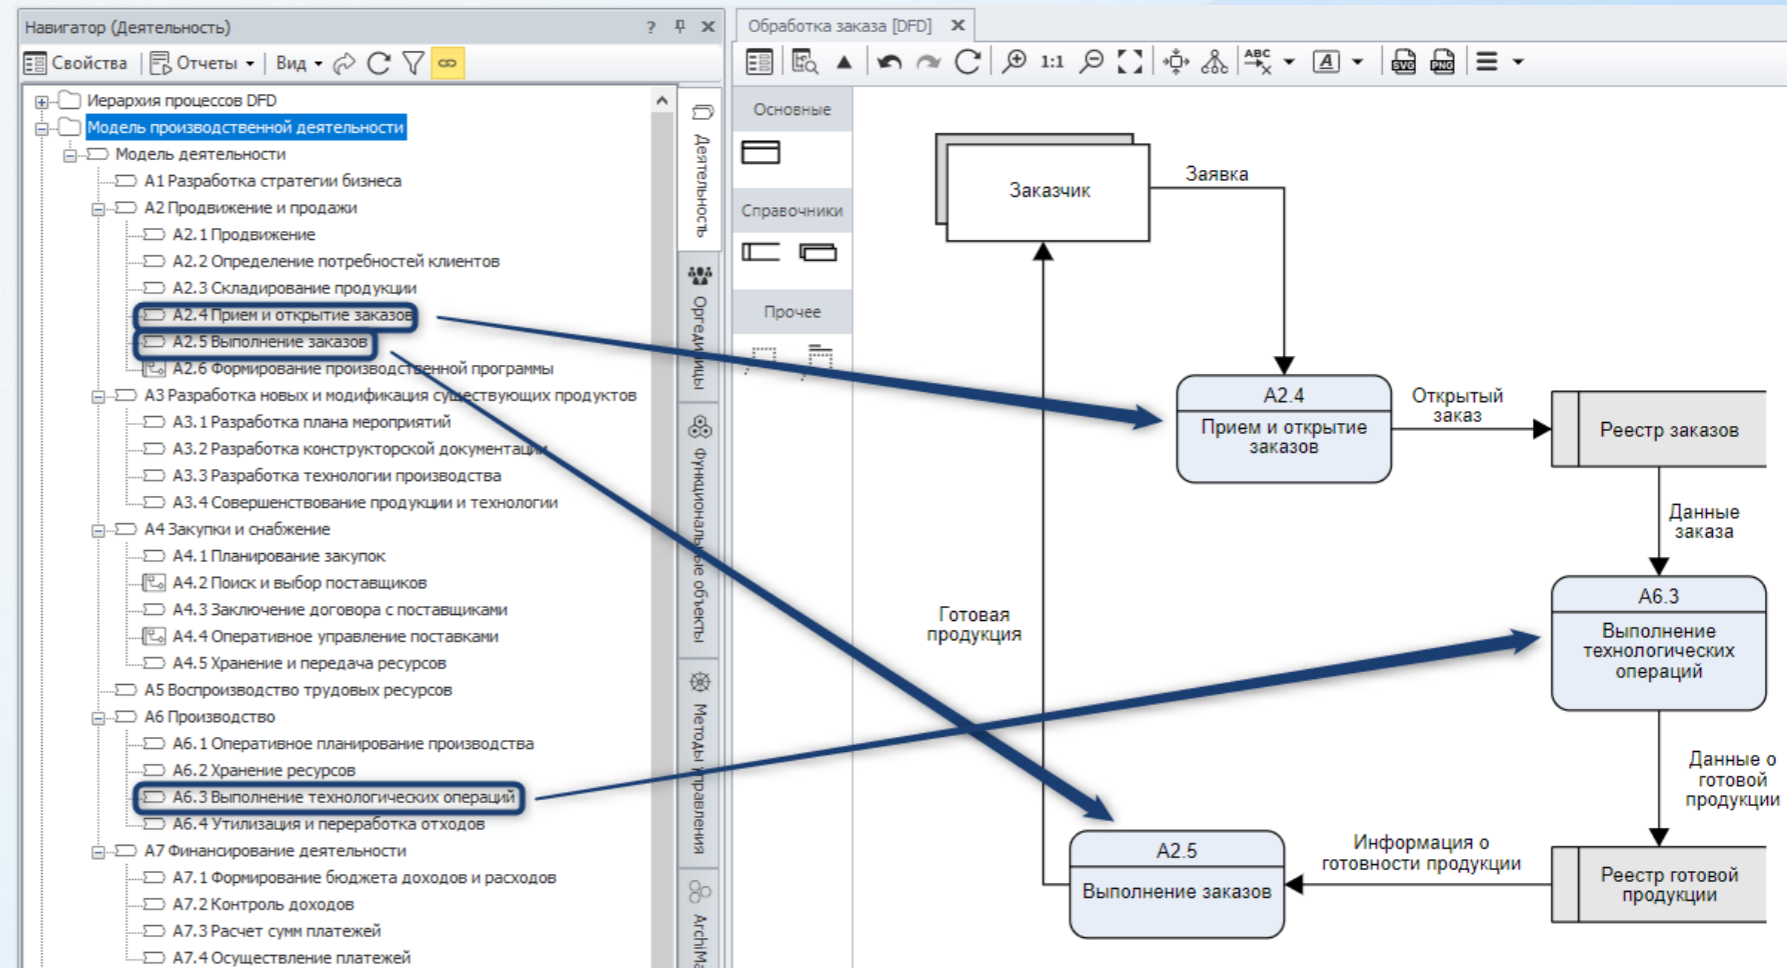 Навигатор (Деятельность)
Свойства Отчеты Вид
Иерархия процессов DFD
Модель производственной деятельности
Модель деятельности
A1 Разработка стратегии бизнеса
A2 Продвижение и продажи
A2.1 Продвижение
A2.2 Определение потребностей клиентов
A2.3 Складирование продукции
A2.4 Прием и открытие заказов
A2.5 Выполнение заказов
A2.6 Формирование производственной программы
A3 Разработка новых и модификация существующих продуктов
A3.1 Разработка плана мероприятий
A3.2 Разработка конструкторской документации
A3.3 Разработка технологии производства
A3.4 Совершенствование продукции и технологии
A4 Закупки и снабжение
A4.1 Планирование закупок
A4.2 Поиск и выбор поставщиков
A4.3 Заключение договора с поставщиками
A4.4 Оперативное управление поставками
A4.5 Хранение и передача ресурсов
A5 Воспроизводство трудовых ресурсов
A6 Производство
A6.1 Оперативное планирование производства
A6.2 Хранение ресурсов
A6.3 Выполнение технологических операций
A6.4 Утилизация и переработка отходов
A7 Финансирование деятельности
A7.1 Формирование бюджета доходов и расходов
A7.2 Контроль доходов
A7.3 Расчет сумм платежей
A7.4 Осуществление платежей
Деятельность
Оргединицы
Функциональные объекты
Методы управления
ArchiMa
Обработка заказа [DFD]
1:1
ABC
A
SVG
PNG
Основные
Справочники
Прочее
Заказчик
Заявка
A2.4
Прием и открытие
заказов
Открытый
заказ
Реестр заказов
Данные
заказа
A6.3
Выполнение
технологических
операций
Данные о
готовой
продукции
Реестр готовой
продукции
Информация о
готовности продукции
A2.5
Выполнение заказов
Готовая
продукция